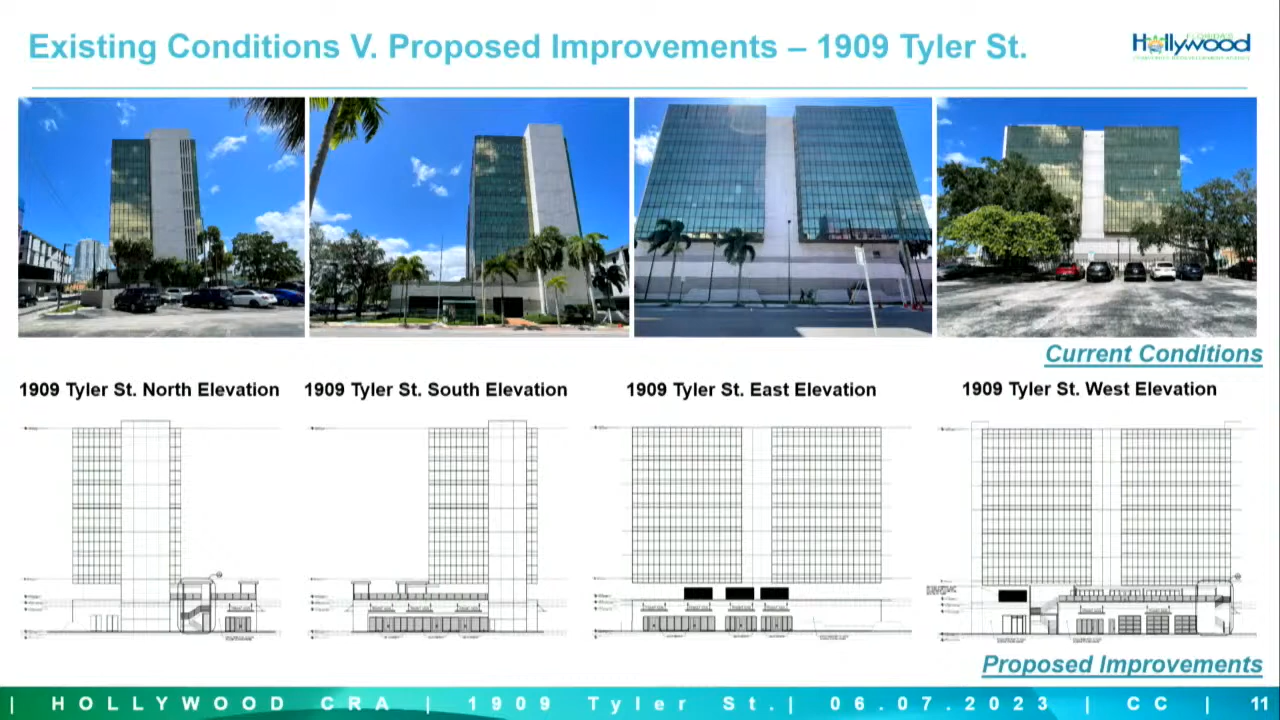 Existing Conditions V. Proposed Improvements – 1909 Tyler St.
FLORIDA'S
Hollywood
Current Conditions
1909 Tyler St. North Elevation
1909 Tyler St. South Elevation
1909 Tyler St. East Elevation
1909 Tyler St. West Elevation
Proposed Improvements
| HOLLYWOOD CRA | 1909 Tyler St.| 06.07.2023 | CC | 11